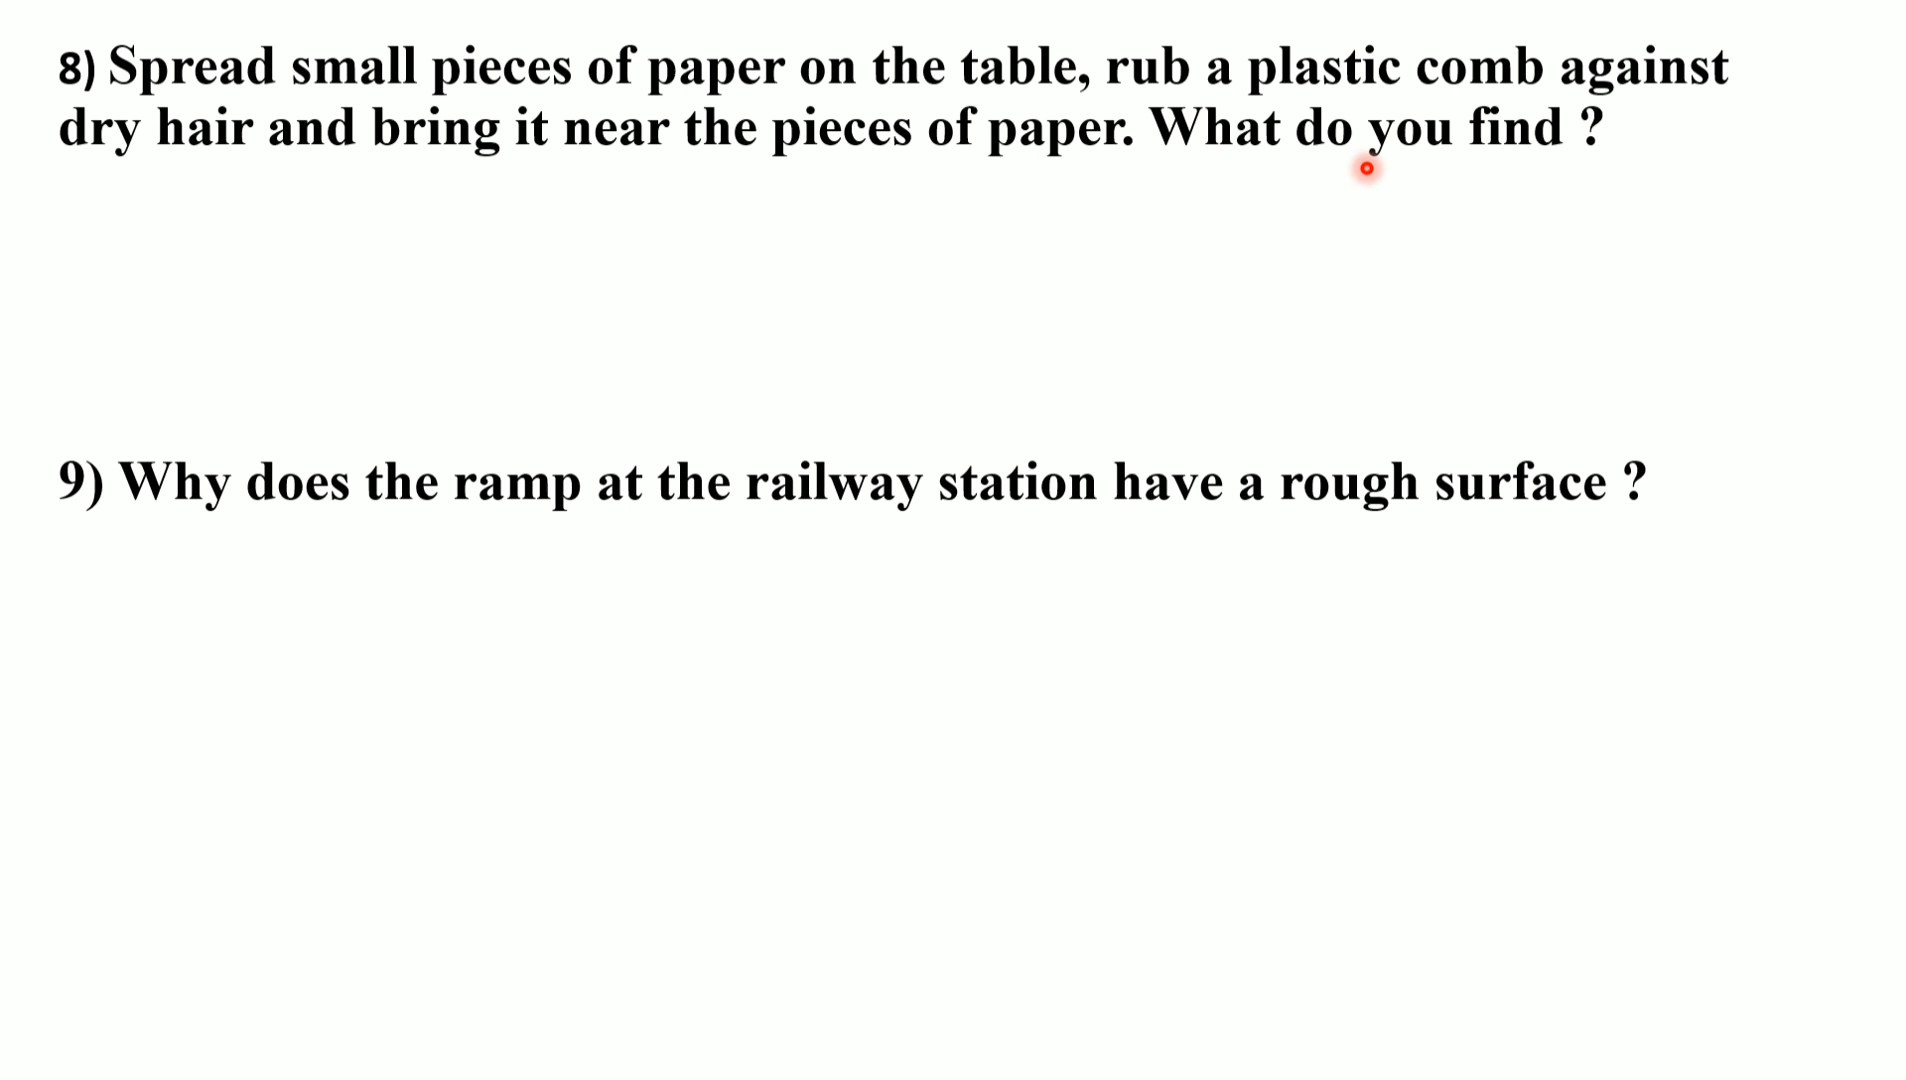 8) Spread small pieces of paper on the table, rub a plastic comb against
dry hair and bring it near the pieces of paper. What do you find ?
9) Why does the ramp at the railway station have a rough surface ?